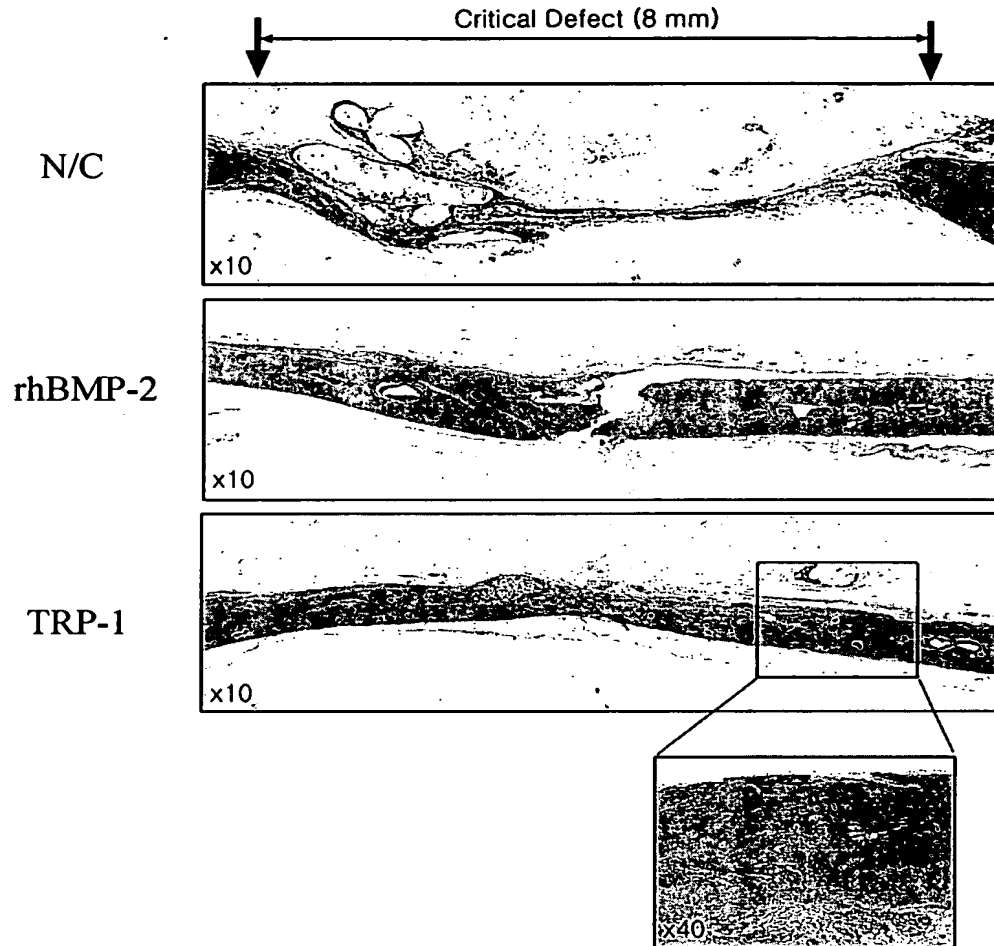 Critical Defect (8 mm)
N/C
x10
rhBMP-2
x10
TRP-1
x10
x40